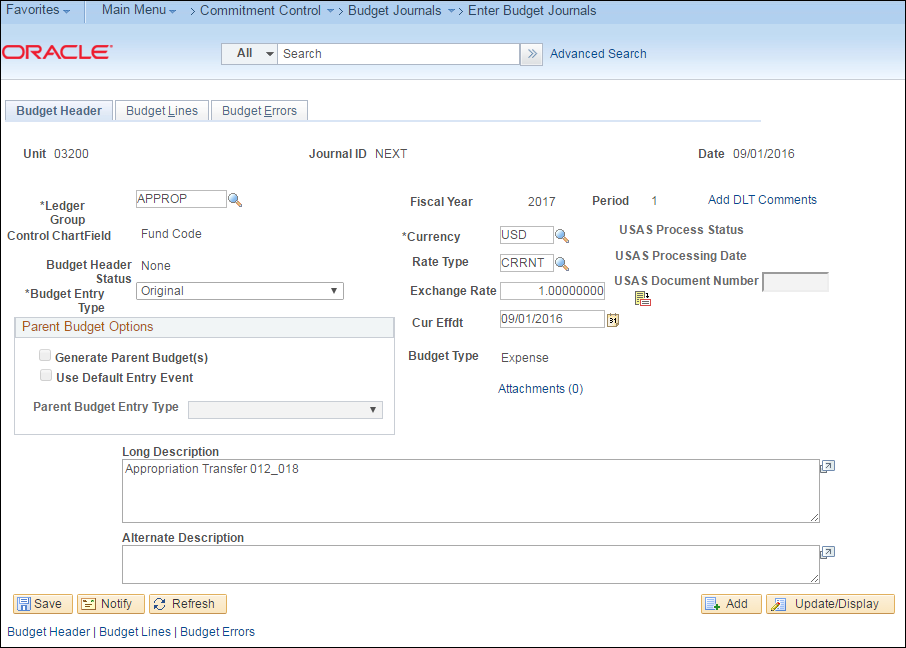 Favorites Main Menu > Commitment Control > Budget Journals > Enter Budget Journals
ORACLE
All Search » Advanced Search
Budget Header Budget Lines Budget Errors
Unit 03200 Journal ID NEXT Date 09/01/2016
*Ledger Group APPROP Fiscal Year 2017 Period 1 Add DLT Comments
Control ChartField Fund Code *Currency USD USAS Process Status
Budget Header Status None Rate Type CRRNT USAS Processing Date
*Budget Entry Type Original Exchange Rate 1.00000000 USAS Document Number
Parent Budget Options Cur Effdt 09/01/2016 31
Generate Parent Budget(s) Budget Type Expense
Use Default Entry Event Attachments (0)
Parent Budget Entry Type
Long Description
Appropriation Transfer 012_018
Alternate Description
Save Notify Refresh Add Update/Display
Budget Header | Budget Lines | Budget Errors